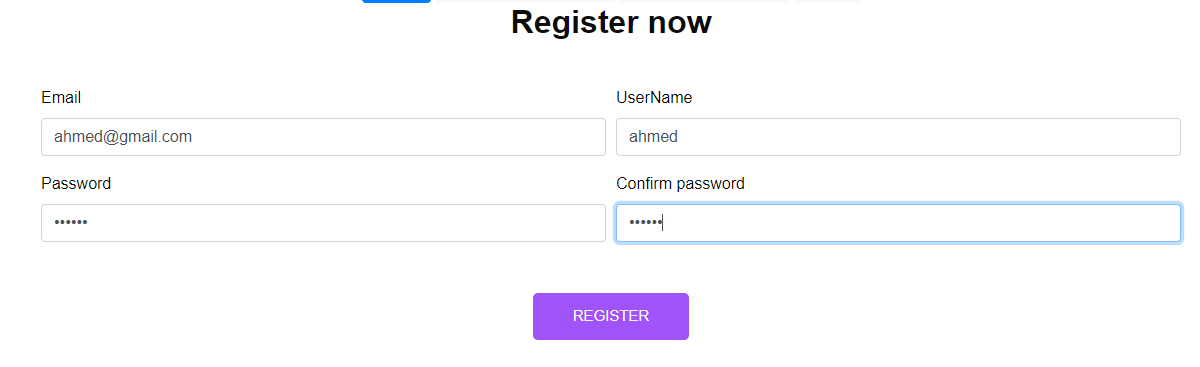 Register now
Email
UserName
ahmed@gmail.com
ahmed
Password
Confirm password
••••••
••••••
REGISTER